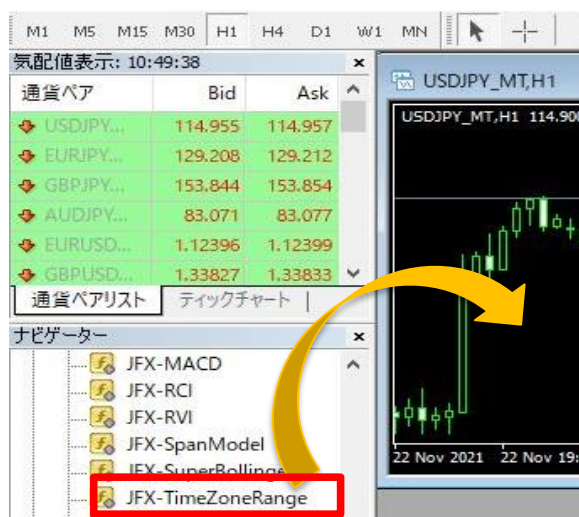 M1 M5 M15 M30 H1 H4 D1 W1 MN
気配値表示: 10:49:38
通貨ペア Bid Ask
USDJPY... 114.955 114.957
EURJPY... 129.208 129.212
GBPJPY... 153.844 153.854
AUDJPY... 83.071 83.077
EURUSD... 1.12396 1.12399
GBPUSD... 1.33827 1.33833
通貨ペアリスト ティックチャート
ナビゲーター
JFX-MACD
JFX-RCI
JFX-RVI
JFX-SpanModel
JFX-SuperBollinge
JFX-TimeZoneRange
USDJPY_MT,H1
USDJPY_MT,H1 114.900
22 Nov 2021 22 Nov 19: